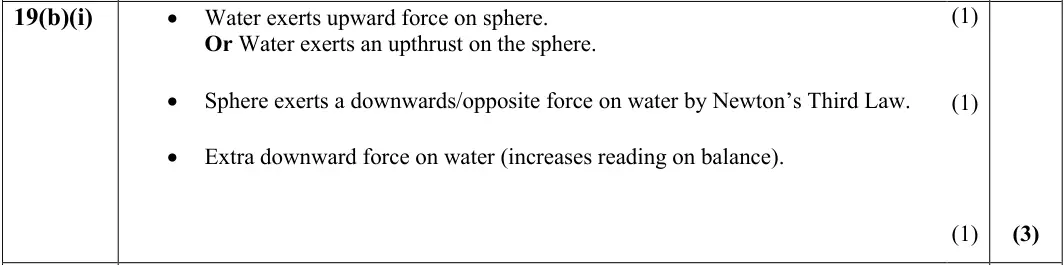 19(b)(i)
• Water exerts upward force on sphere. (1)
Or Water exerts an upthrust on the sphere.
• Sphere exerts a downwards/opposite force on water by Newton’s Third Law. (1)
• Extra downward force on water (increases reading on balance).
(1) (3)